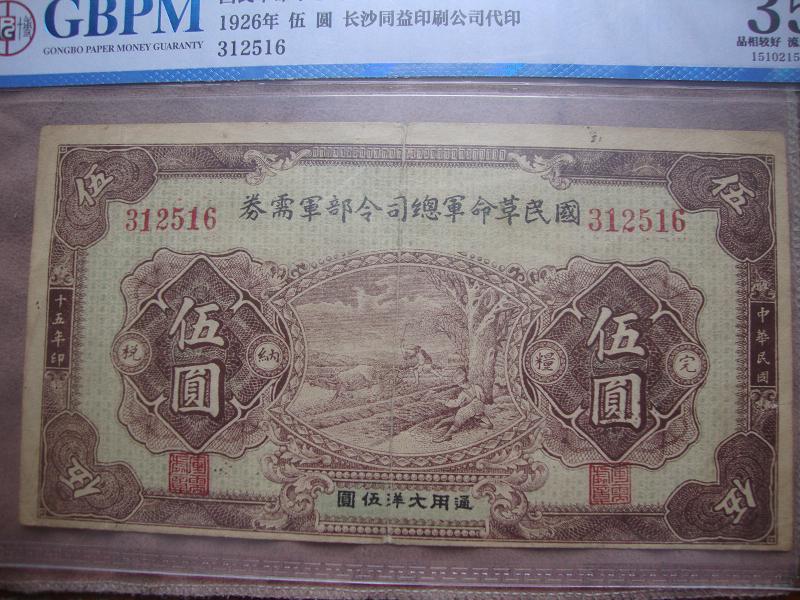 GBPM
GONGBO PAPER MONEY GUARANTY
1926年 伍 圆 长沙同益印刷公司代印
312516
35
品相较好 流
1510215
伍
伍
國民革命軍總司令部軍需券
312516
312516
伍圓
伍圓
中華民國
十五年印
完
糧
納
税
通用大洋伍圓
伍
伍